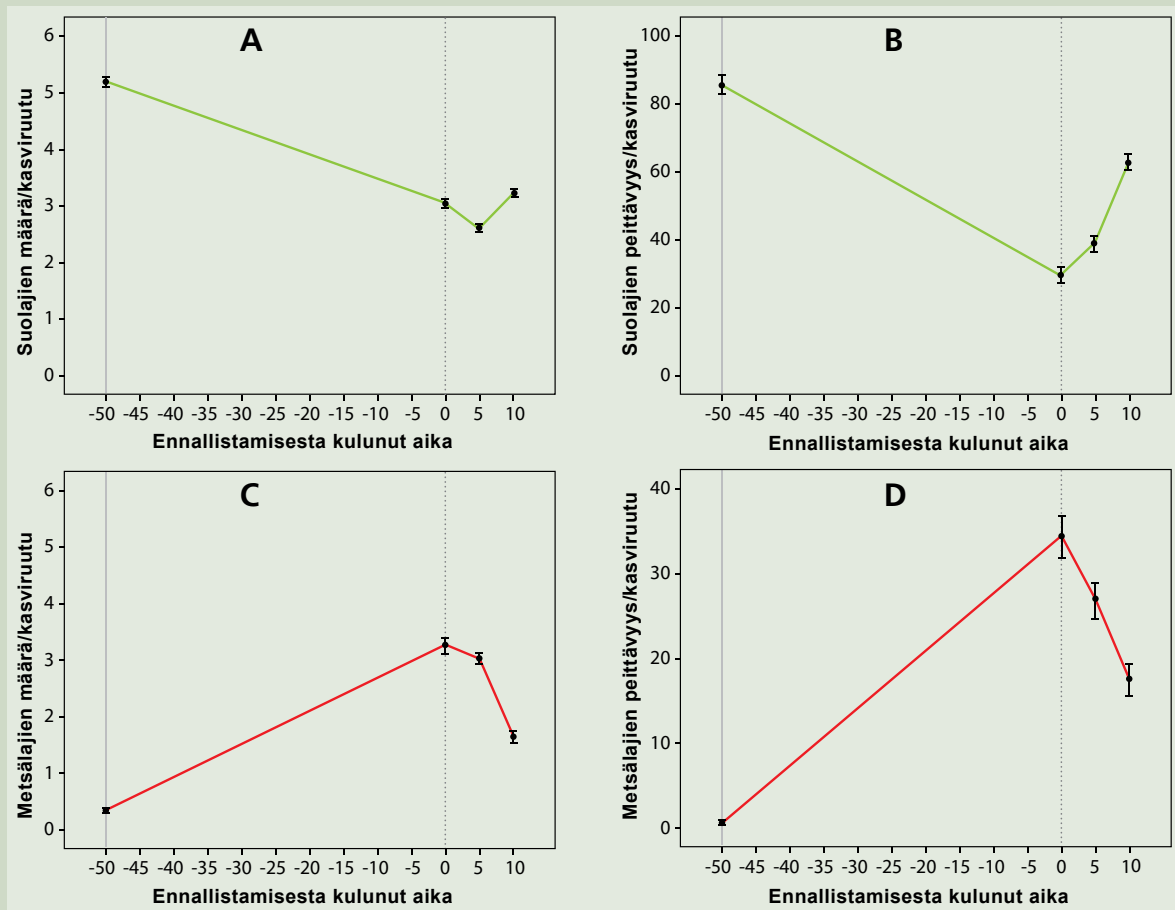 A
Suolajien määrä/kasviruutu
6
5
4
3
2
1
0
-50 -45 -40 -35 -30 -25 -20 -15 -10 -5 0 5 10
Ennallistamisesta kulunut aika
B
Suolajien peittävyys/kasviruutu
100
80
60
40
20
0
-50 -45 -40 -35 -30 -25 -20 -15 -10 -5 0 5 10
Ennallistamisesta kulunut aika
C
Metsälajien määrä/kasviruutu
6
5
4
3
2
1
0
-50 -45 -40 -35 -30 -25 -20 -15 -10 -5 0 5 10
Ennallistamisesta kulunut aika
D
Metsälajien peittävyys/kasviruutu
40
30
20
10
0
-50 -45 -40 -35 -30 -25 -20 -15 -10 -5 0 5 10
Ennallistamisesta kulunut aika